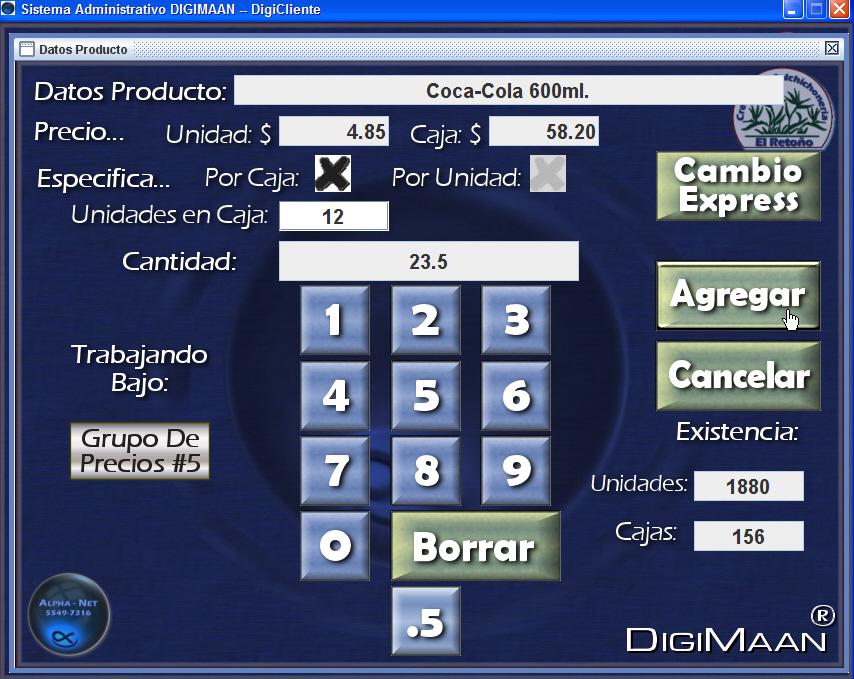 Sistema Administrativo DIGIMAAN -- DigiCliente
Datos Producto
Datos Producto: Coca-Cola 600ml.
Precio... Unidad: $ 4.85 Caja: $ 58.20
El Retoño
Especifica... Por Caja: Por Unidad:
Cambio
Express
Unidades en Caja: 12
Cantidad: 23.5
Agregar
1 2 3
Trabajando
Bajo:
4 5 6
Cancelar
Grupo De
Precios #5
Existencia:
7 8 9
Unidades: 1880
0 Borrar
Cajas: 156
.5
Alpha - Net
5549-7316
DigiMaan ®